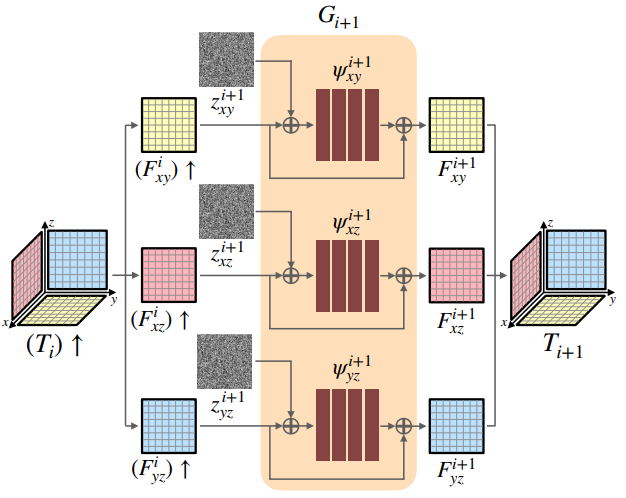 G_{i+1}
z_{xy}^{i+1}
ψ_{xy}^{i+1}
(F_{xy}^{i}) ↑
F_{xy}^{i+1}
z_{xz}^{i+1}
ψ_{xz}^{i+1}
z
y
x
(T_i) ↑
(F_{xz}^{i}) ↑
F_{xz}^{i+1}
z
y
x
T_{i+1}
z_{yz}^{i+1}
ψ_{yz}^{i+1}
(F_{yz}^{i}) ↑
F_{yz}^{i+1}